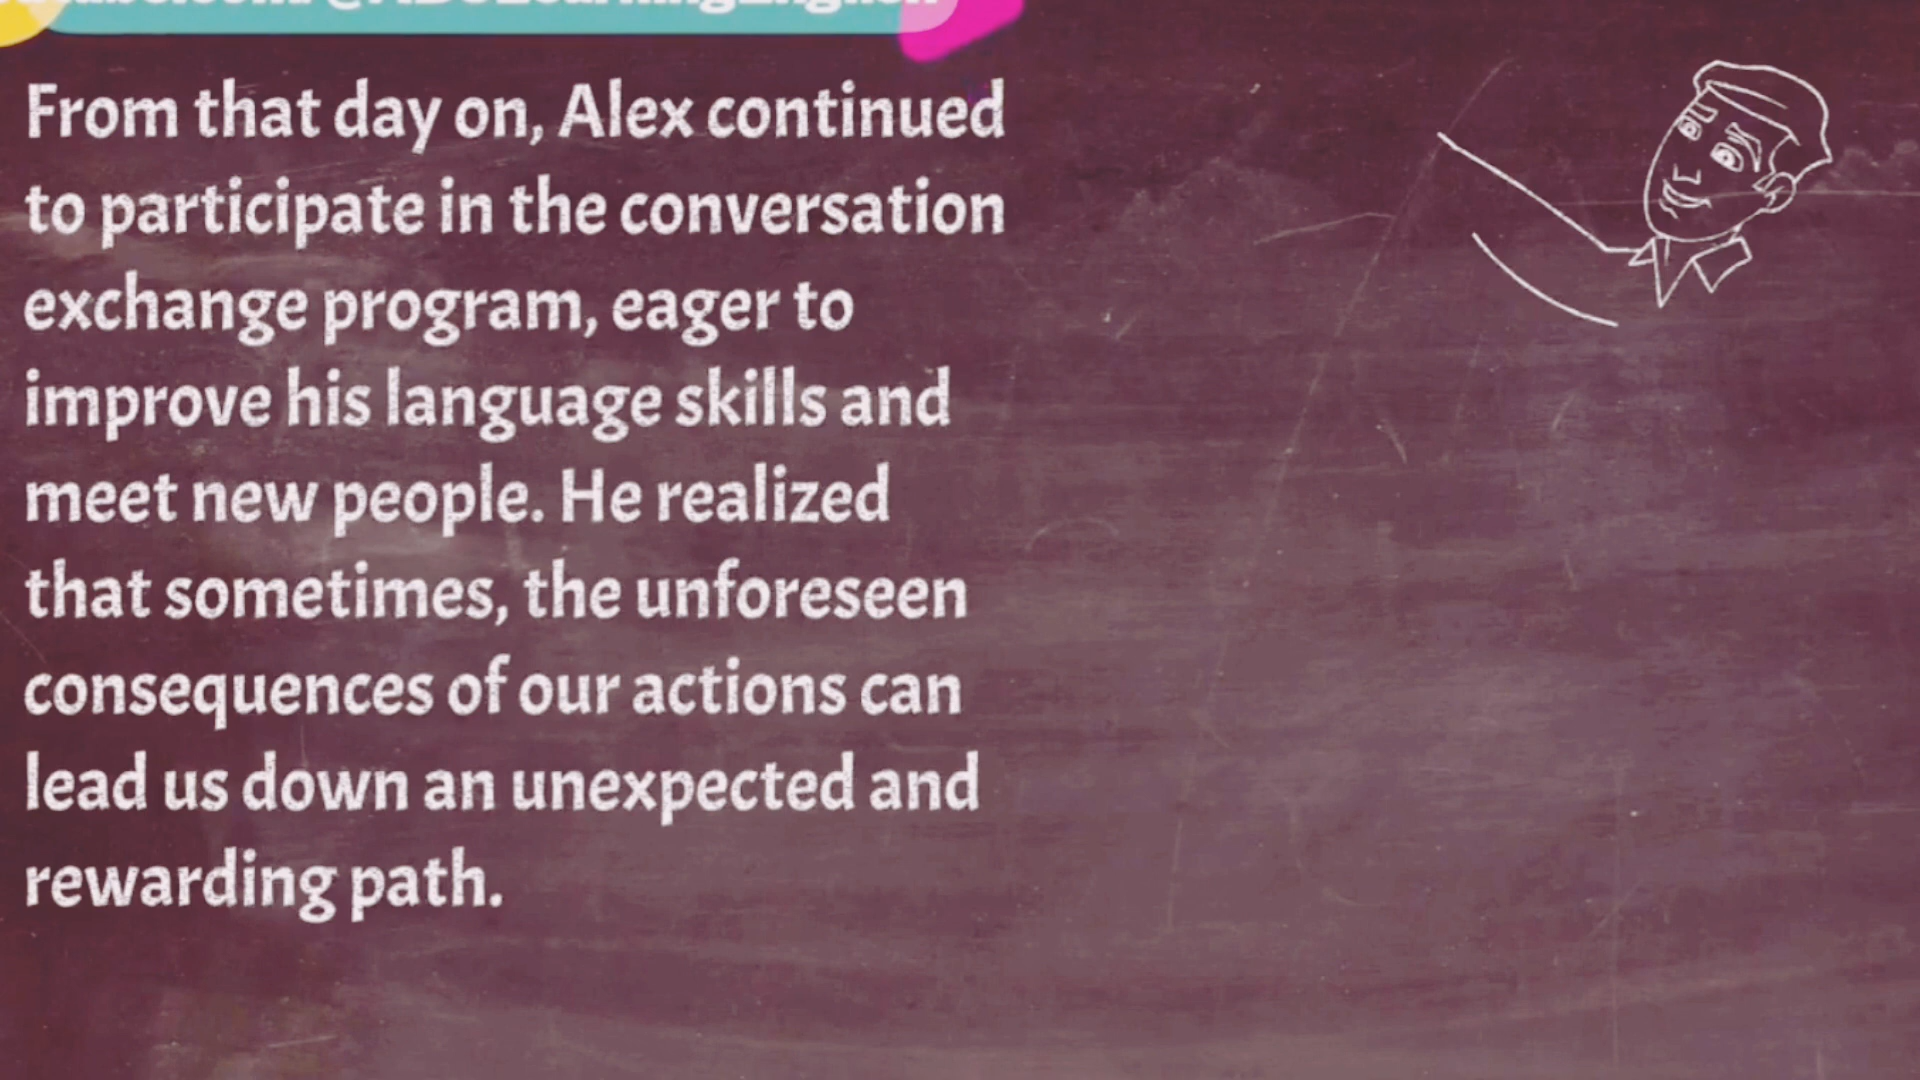 From that day on, Alex continued
to participate in the conversation
exchange program, eager to
improve his language skills and
meet new people. He realized
that sometimes, the unforeseen
consequences of our actions can
lead us down an unexpected and
rewarding path.